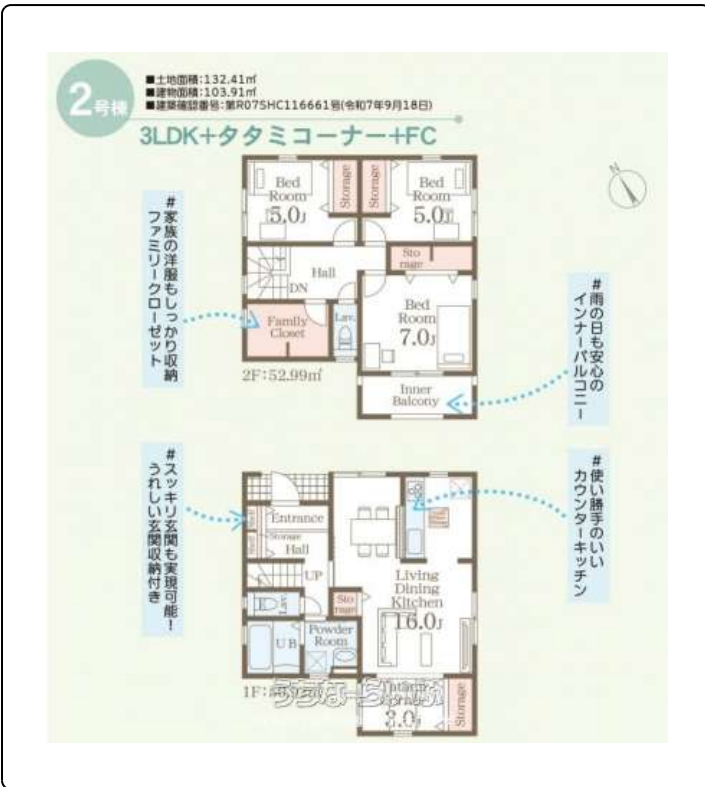 2号棟
■土地面積:132.41㎡
■建物面積:103.91㎡
■建築確認番号:第R07SHC116661号(令和7年9月18日)
3LDK+タタミコーナー+FC
N
Bed
Room
5.0J
Storage
Storage
Bed
Room
5.0J
#家族の洋服もしっかり収納
ファミリークローゼット
Hall
DN
Sto
rage
Family
Closet
Lav.
Bed
Room
7.0J
2F:52.99㎡
Inner
Balcony
#雨の日も安心の
インナーバルコニー
#スッキリ玄関も実現可能!
うれしい玄関収納付き
Entrance
Storage
Hall
UP
Lav.
Sto
rage
UB
Powder
Room
Living
Dining
Kitchen
16.0J
#使い勝手のいい
カウンターキッチン
1F:
3.0J
Storage